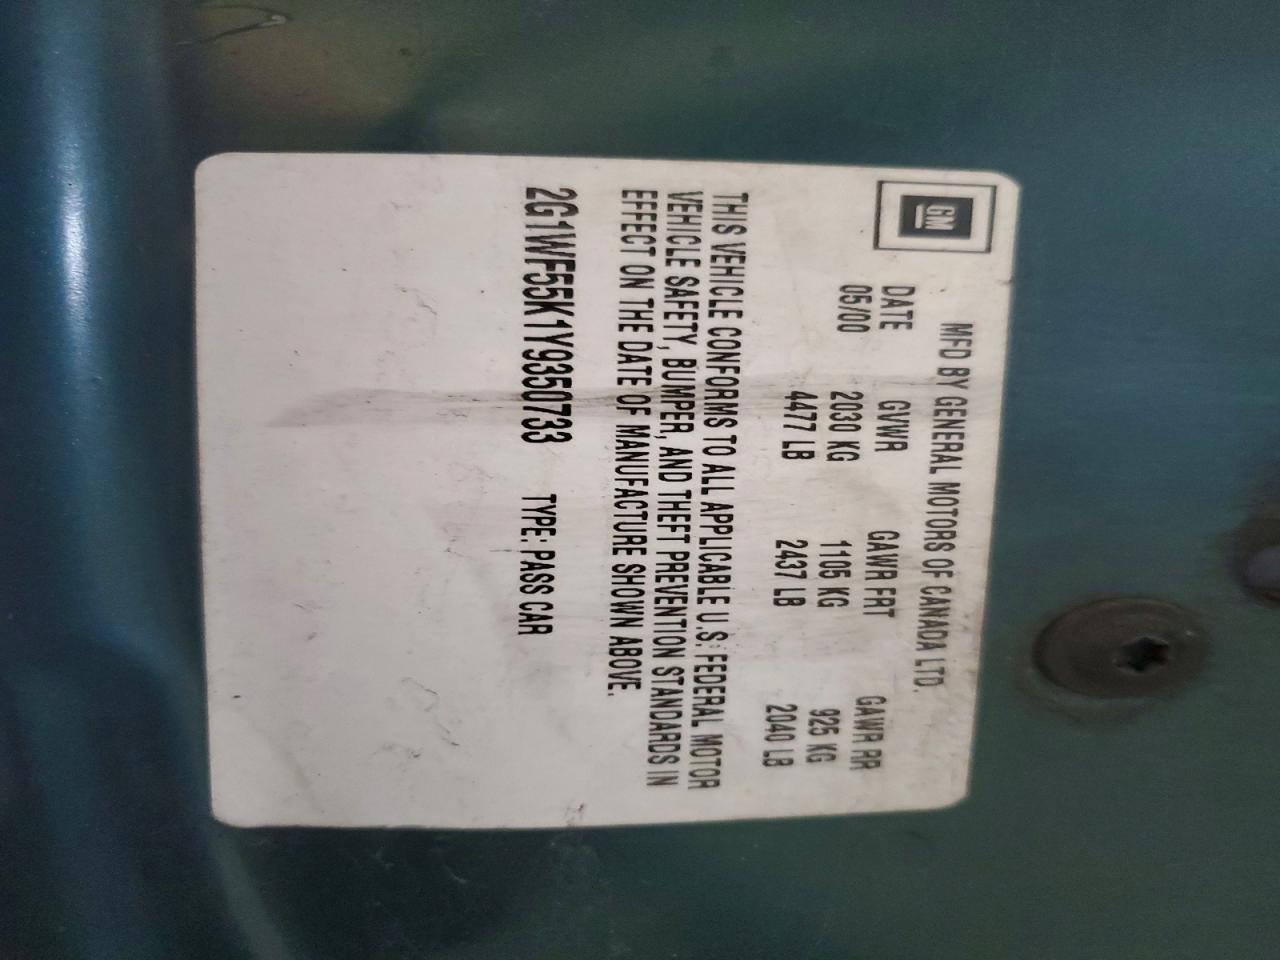 GM
MFD BY GENERAL MOTORS OF CANADA LTD.
DATE GVWR GAWR FRT GAWR RR
05/00 2030 KG 1105 KG 925 KG
4477 LB 2437 LB 2040 LB
THIS VEHICLE CONFORMS TO ALL APPLICABLE U.S. FEDERAL MOTOR
VEHICLE SAFETY, BUMPER, AND THEFT PREVENTION STANDARDS IN
EFFECT ON THE DATE OF MANUFACTURE SHOWN ABOVE.
2G1WF55K1Y9350733 TYPE: PASS CAR